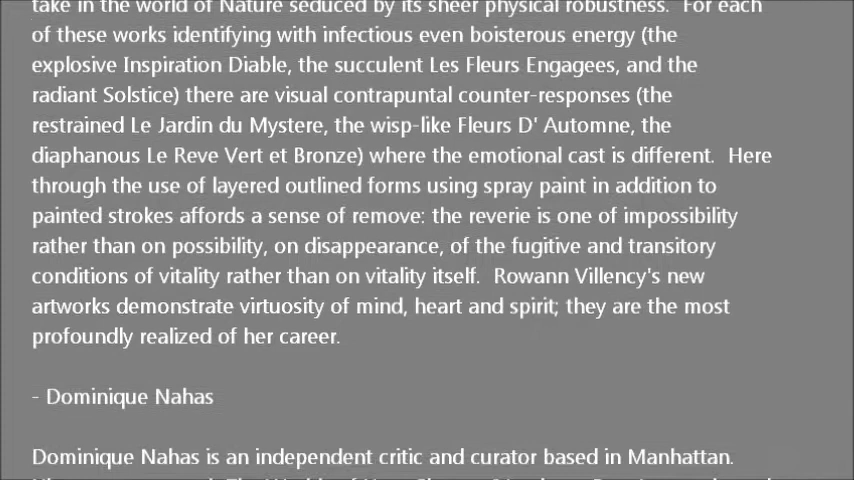 take in the world of Nature seduced by its sheer physical robustness.  For each
of these works identifying with infectious even boisterous energy (the
explosive Inspiration Diable, the succulent Les Fleurs Engagees, and the
radiant Solstice) there are visual contrapuntal counter-responses (the
restrained Le Jardin du Mystere, the wisp-like Fleurs D' Automne, the
diaphanous Le Reve Vert et Bronze) where the emotional cast is different.  Here
through the use of layered outlined forms using spray paint in addition to
painted strokes affords a sense of remove: the reverie is one of impossibility
rather than on possibility, on disappearance, of the fugitive and transitory
conditions of vitality rather than on vitality itself.  Rowann Villency's new
artworks demonstrate virtuosity of mind, heart and spirit; they are the most
profoundly realized of her career.
- Dominique Nahas
Dominique Nahas is an independent critic and curator based in Manhattan.